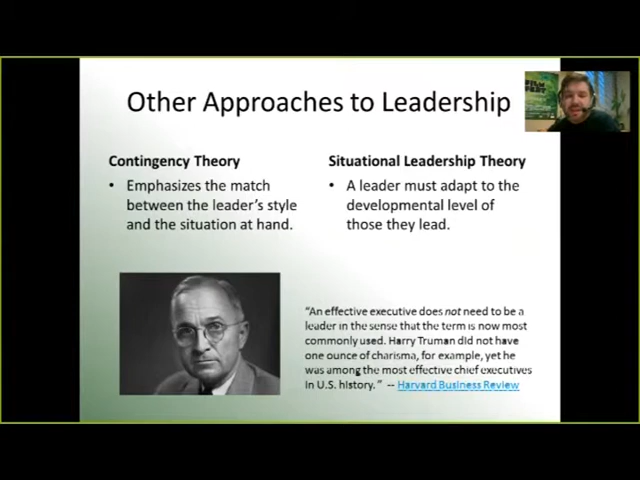 Other Approaches to Leadership
FILM
FEST
Contingency Theory
• Emphasizes the match
between the leader's style
and the situation at hand.
Situational Leadership Theory
• A leader must adapt to the
developmental level of
those they lead.
"An effective executive does not need to be a
leader in the sense that the term is now most
commonly used. Harry Truman did not have
one ounce of charisma, for example, yet he
was among the most effective chief executives
in U.S. history." -- Harvard Business Review